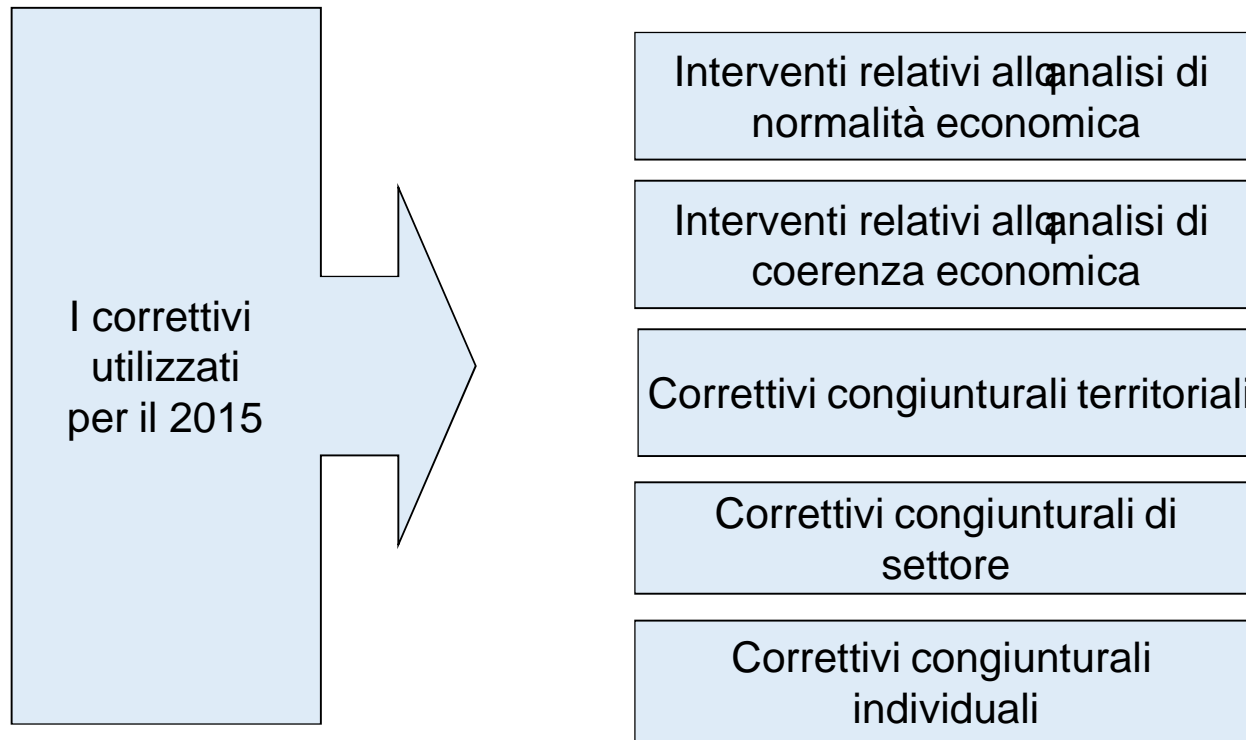 I correttivi
utilizzati
per il 2015
Interventi relativi allqanalisi di
normalità economica
Interventi relativi allqanalisi di
coerenza economica
Correttivi congiunturali territoriali
Correttivi congiunturali di
settore
Correttivi congiunturali
individuali